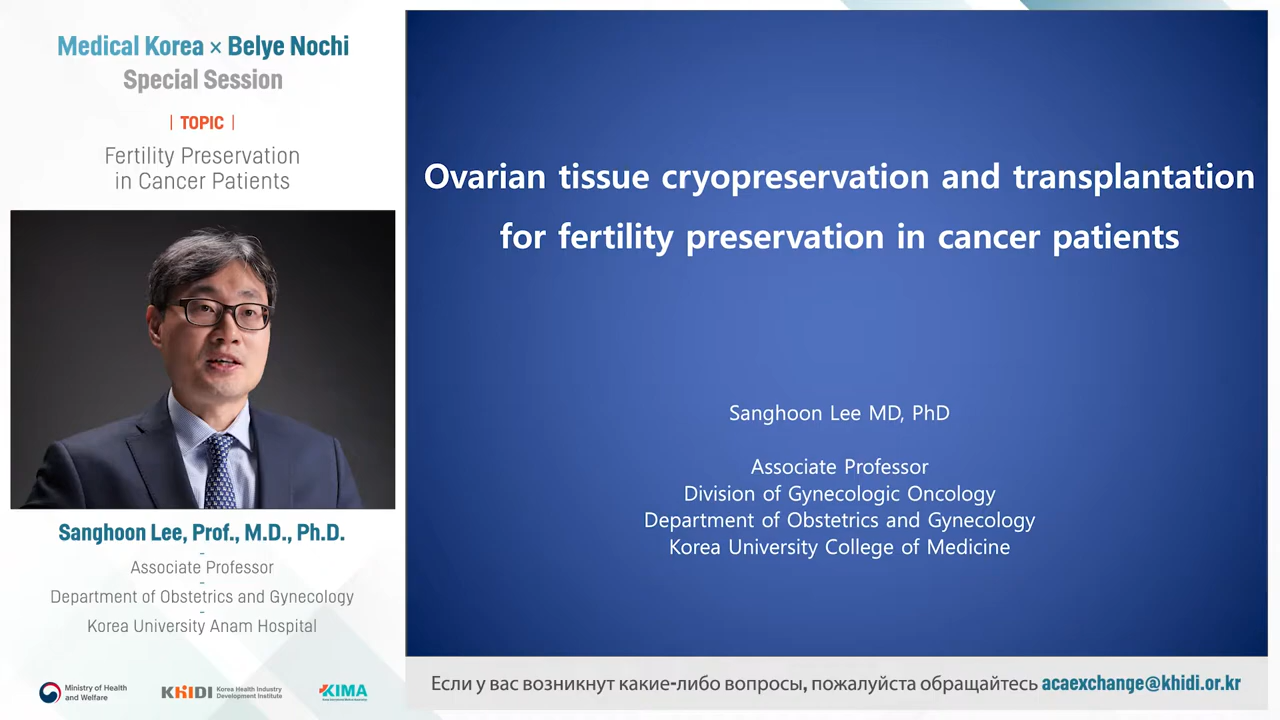 Medical Korea × Belye Nochi
Special Session
| TOPIC |
Fertility Preservation
in Cancer Patients
Sanghoon Lee, Prof., M.D., Ph.D.
-
Associate Professor
-
Department of Obstetrics and Gynecology
-
Korea University Anam Hospital
Ministry of Health
and Welfare
KHIDI
Korea Health Industry
Development Institute
KIMA
Ovarian tissue cryopreservation and transplantation
for fertility preservation in cancer patients
Sanghoon Lee MD, PhD
Associate Professor
Division of Gynecologic Oncology
Department of Obstetrics and Gynecology
Korea University College of Medicine
Если у вас возникнут какие-либо вопросы, пожалуйста обращайтесь acaexchange@khidi.or.kr